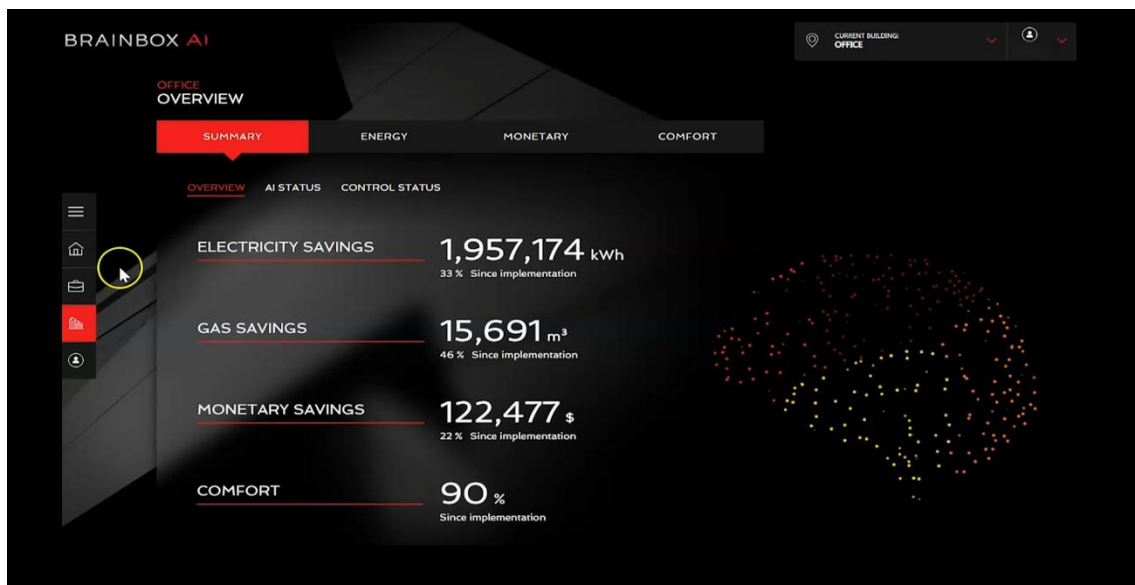 BRAINBOX AI
CURRENT BUILDING:
OFFICE
OFFICE
OVERVIEW
SUMMARY ENERGY MONETARY COMFORT
OVERVIEW AI STATUS CONTROL STATUS
ELECTRICITY SAVINGS 1,957,174 kWh
33 % Since implementation
GAS SAVINGS 15,691 m³
46 % Since implementation
MONETARY SAVINGS 122,477 $
22 % Since implementation
COMFORT 90 %
Since implementation